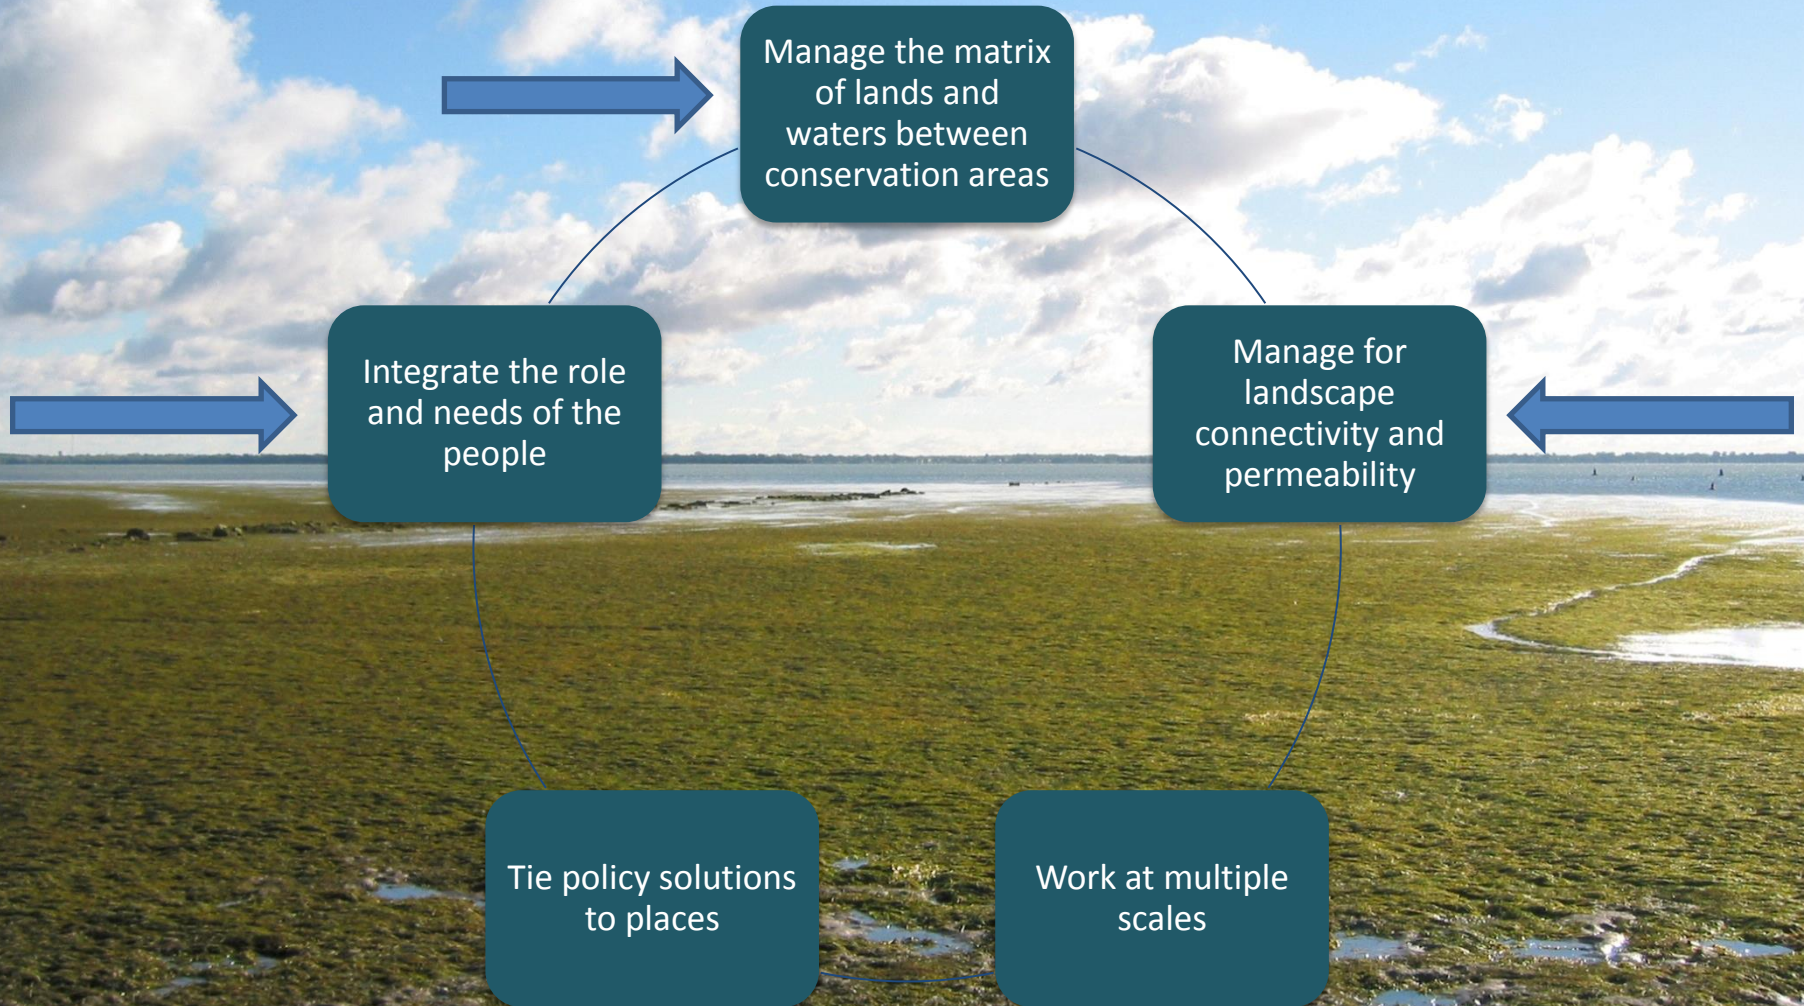 Manage the matrix
of lands and
waters between
conservation areas
Integrate the role
and needs of the
people
Manage for
landscape
connectivity and
permeability
Tie policy solutions
to places
Work at multiple
scales